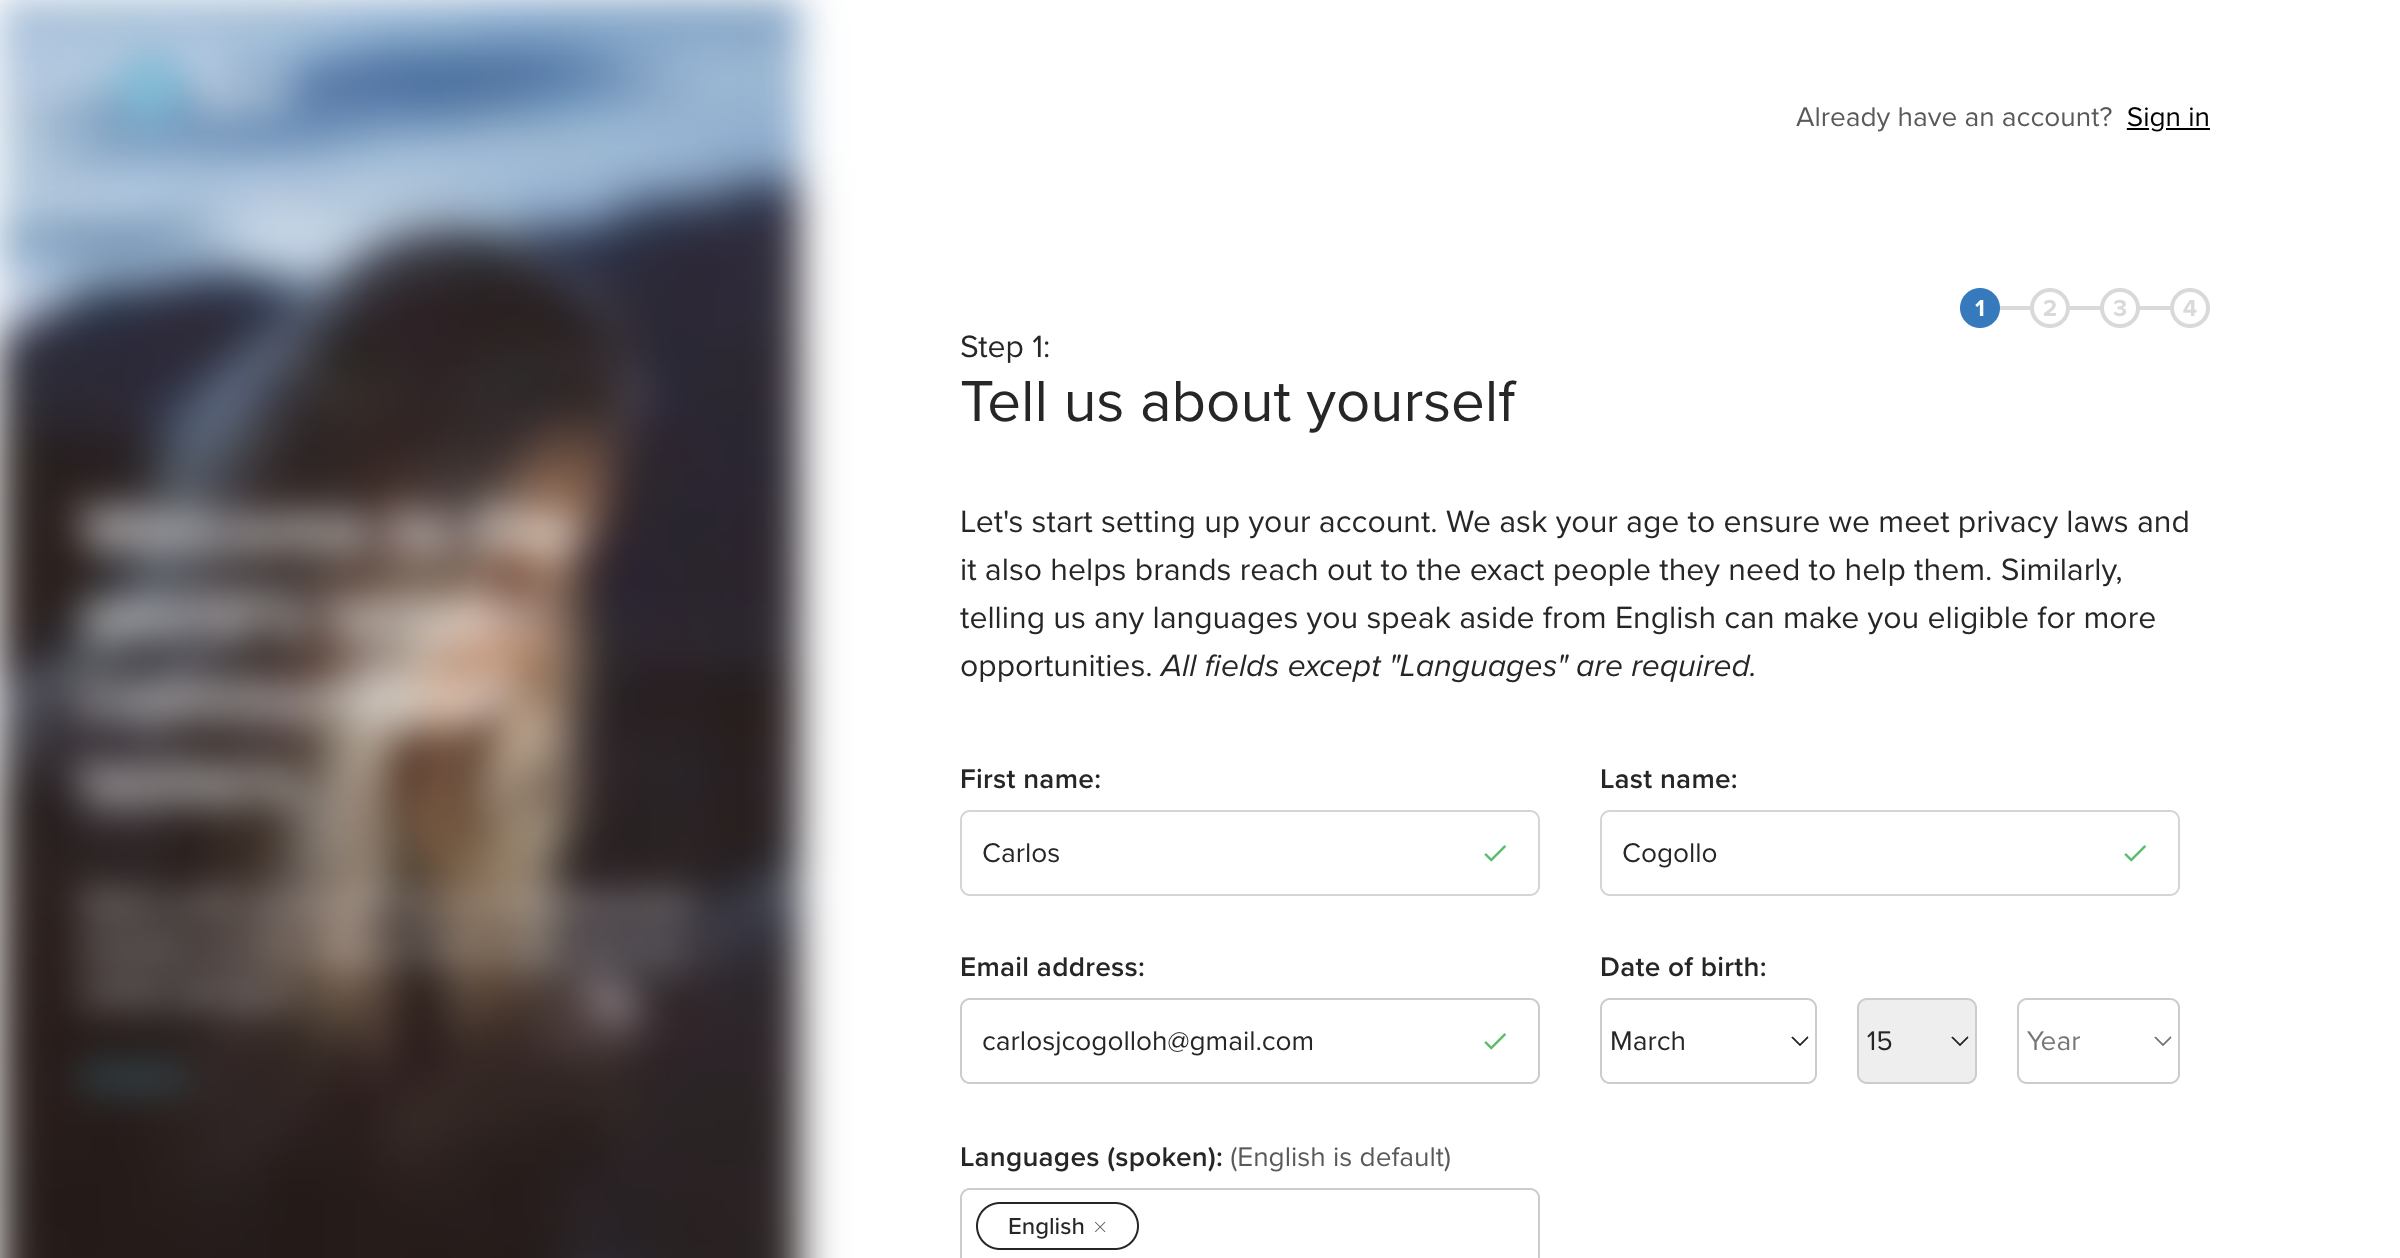 Already have an account? Sign in
1 2 3 4
Step 1:
Tell us about yourself
Let's start setting up your account. We ask your age to ensure we meet privacy laws and
it also helps brands reach out to the exact people they need to help them. Similarly,
telling us any languages you speak aside from English can make you eligible for more
opportunities. All fields except "Languages" are required.
First name: Last name:
Carlos Cogollo
Email address: Date of birth:
carlosjcogolloh@gmail.com March 15 Year
Languages (spoken): (English is default)
English ×